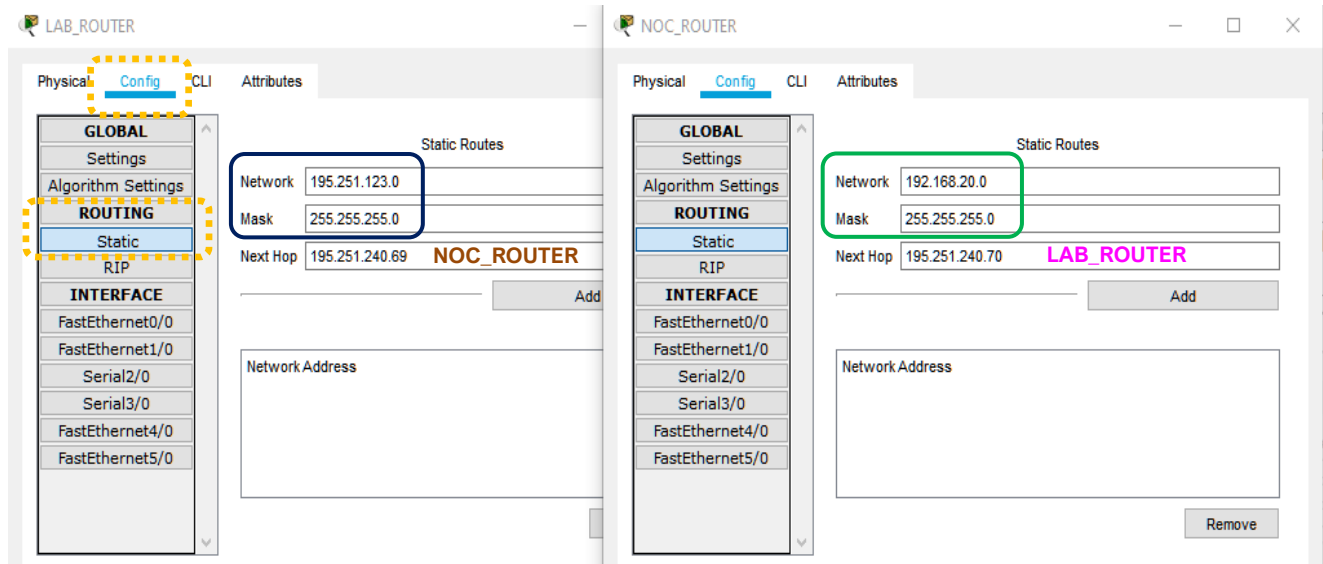 LAB_ROUTER
Physical Config CLI Attributes
GLOBAL
Settings
Algorithm Settings
ROUTING
Static
RIP
INTERFACE
FastEthernet0/0
FastEthernet1/0
Serial2/0
Serial3/0
FastEthernet4/0
FastEthernet5/0
Static Routes
Network 195.251.123.0
Mask 255.255.255.0
Next Hop 195.251.240.69 NOC_ROUTER
Add
Network Address
NOC_ROUTER
Physical Config CLI Attributes
GLOBAL
Settings
Algorithm Settings
ROUTING
Static
RIP
INTERFACE
FastEthernet0/0
FastEthernet1/0
Serial2/0
Serial3/0
FastEthernet4/0
FastEthernet5/0
Static Routes
Network 192.168.20.0
Mask 255.255.255.0
Next Hop 195.251.240.70 LAB_ROUTER
Add
Network Address
Remove